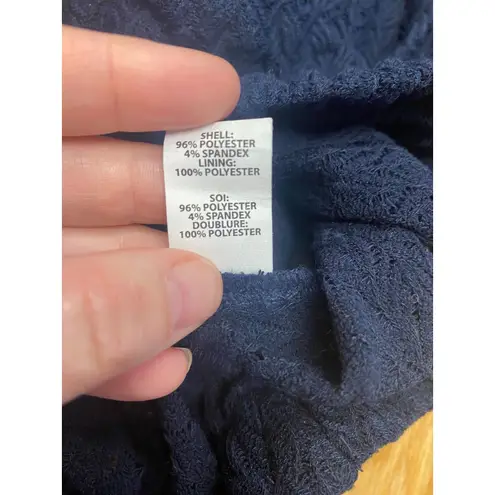 SHELL:
96% POLYESTER
4% SPANDEX
LINING:
100% POLYESTER
SOI:
96% POLYESTER
4% SPANDEX
DOUBLURE:
100% POLYESTER